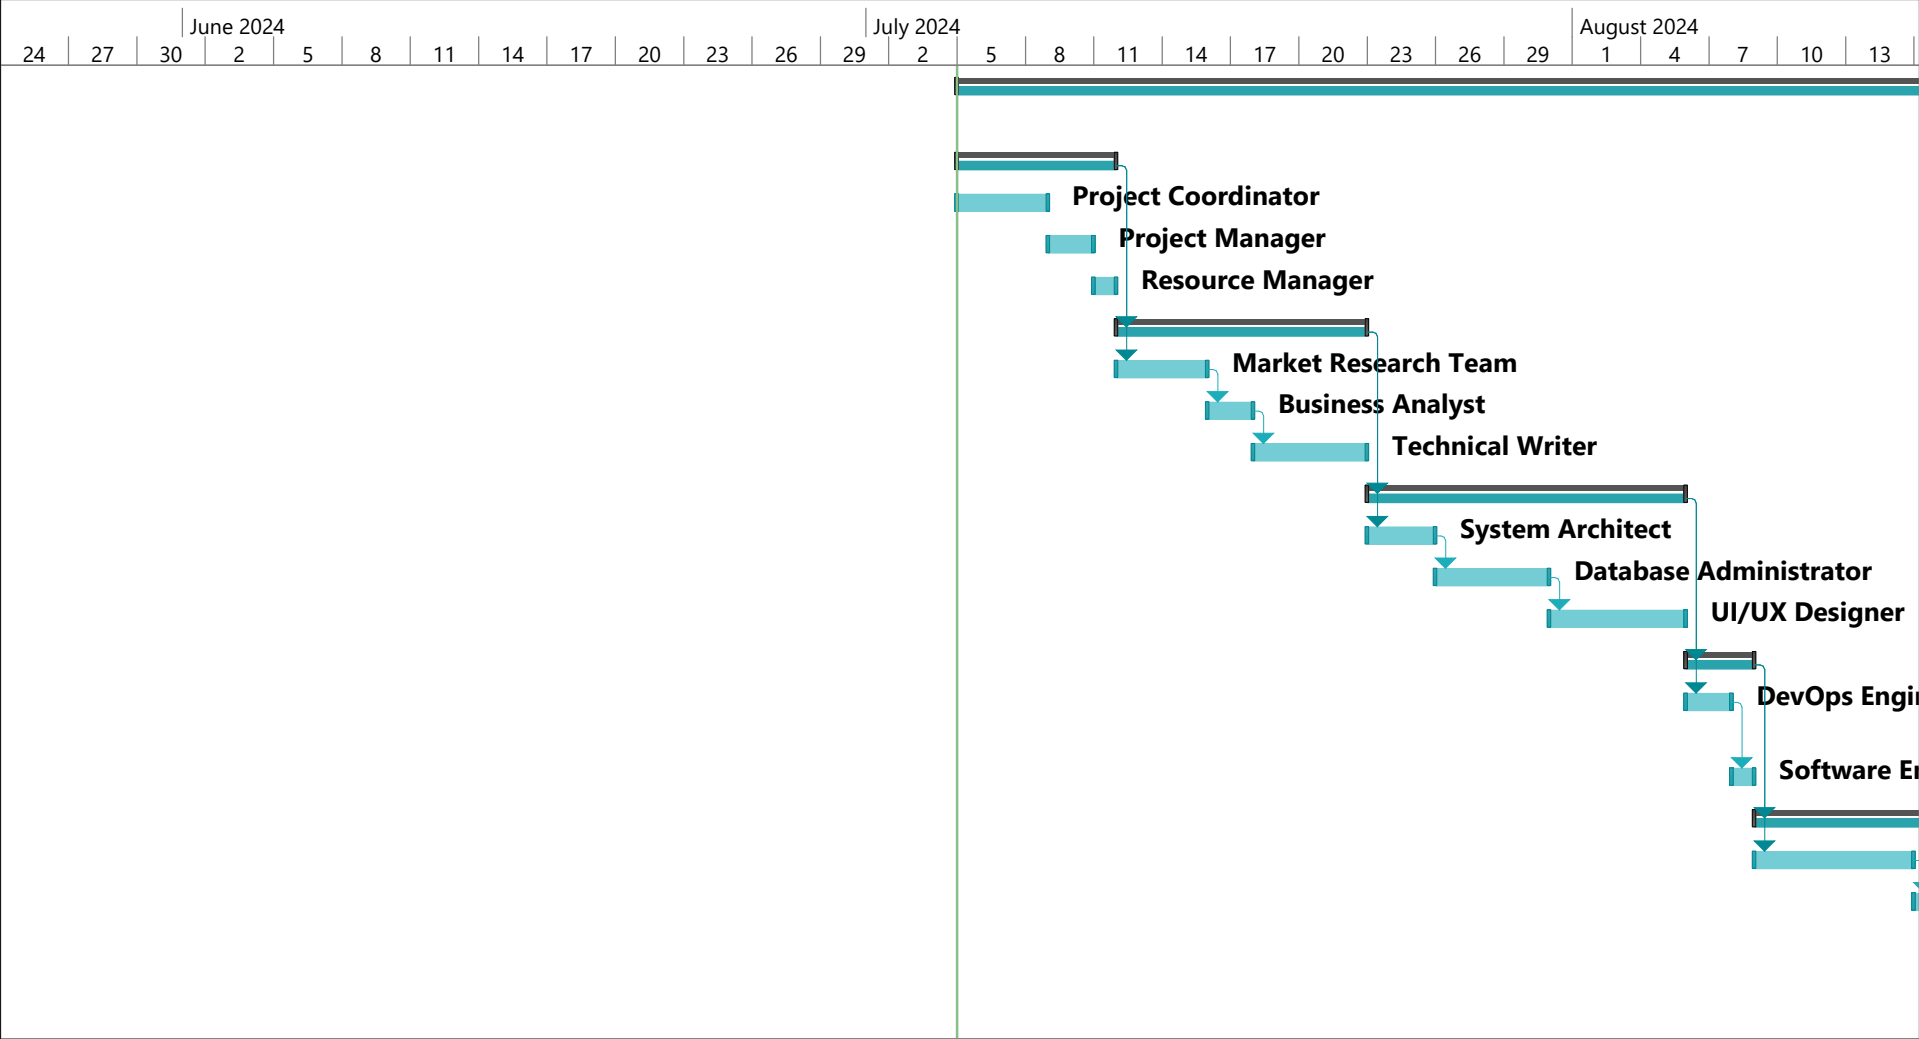 June 2024 July 2024 August 2024
24 27 30 2 5 8 11 14 17 20 23 26 29 2 5 8 11 14 17 20 23 26 29 1 4 7 10 13
Project Coordinator
Project Manager
Resource Manager
Market Research Team
Business Analyst
Technical Writer
System Architect
Database Administrator
UI/UX Designer
DevOps
Software